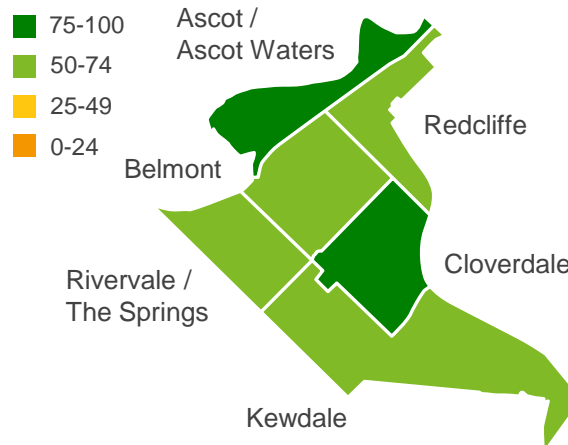 75-100
50-74
25-49
0-24
Ascot /
Ascot Waters
Redcliffe
Belmont
Cloverdale
Rivervale /
The Springs
Kewdale